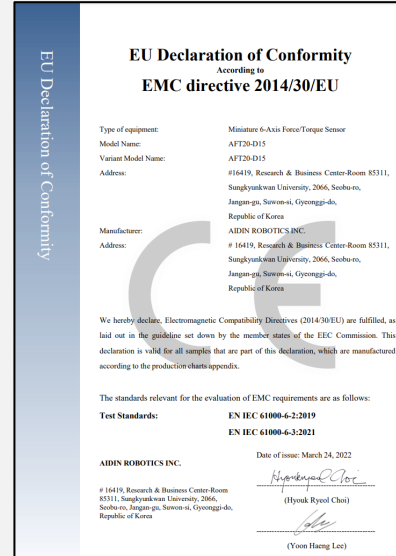 EU Declaration of Conformity
EU Declaration of Conformity
According to
EMC directive 2014/30/EU
Type of equipment: Miniature 6-Axis Force/Torque Sensor
Model Name: AFT20-D15
Variant Model Name: AFT20-D15
Address: #16419, Research & Business Center-Room 85311,
Sungkyunkwan University, 2066, Seobu-ro,
Jangan-gu, Suwon-si, Gyeonggi-do,
Republic of Korea
Manufacturer: AIDIN ROBOTICS INC.
Address: # 16419, Research & Business Center-Room 85311,
Sungkyunkwan University, 2066, Seobu-ro,
Jangan-gu, Suwon-si, Gyeonggi-do,
Republic of Korea
CE
We hereby declare, Electromagnetic Compatibility Directives (2014/30/EU) are fulfilled, as
laid out in the guideline set down by the member states of the EEC Commission. This
declaration is valid for all samples that are part of this declaration, which are manufactured
according to the production charts appendix.
The standards relevant for the evaluation of EMC requirements are as follows:
Test Standards: EN IEC 61000-6-2:2019
EN IEC 61000-6-3:2021
AIDIN ROBOTICS INC.
# 16419, Research & Business Center-Room
85311, Sungkyunkwan University, 2066,
Seobu-ro, Jangan-gu, Suwon-si, Gyeonggi-do,
Republic of Korea
Date of issue: March 24, 2022
(Hyouk Ryeol Choi)
(Yoon Haeng Lee)